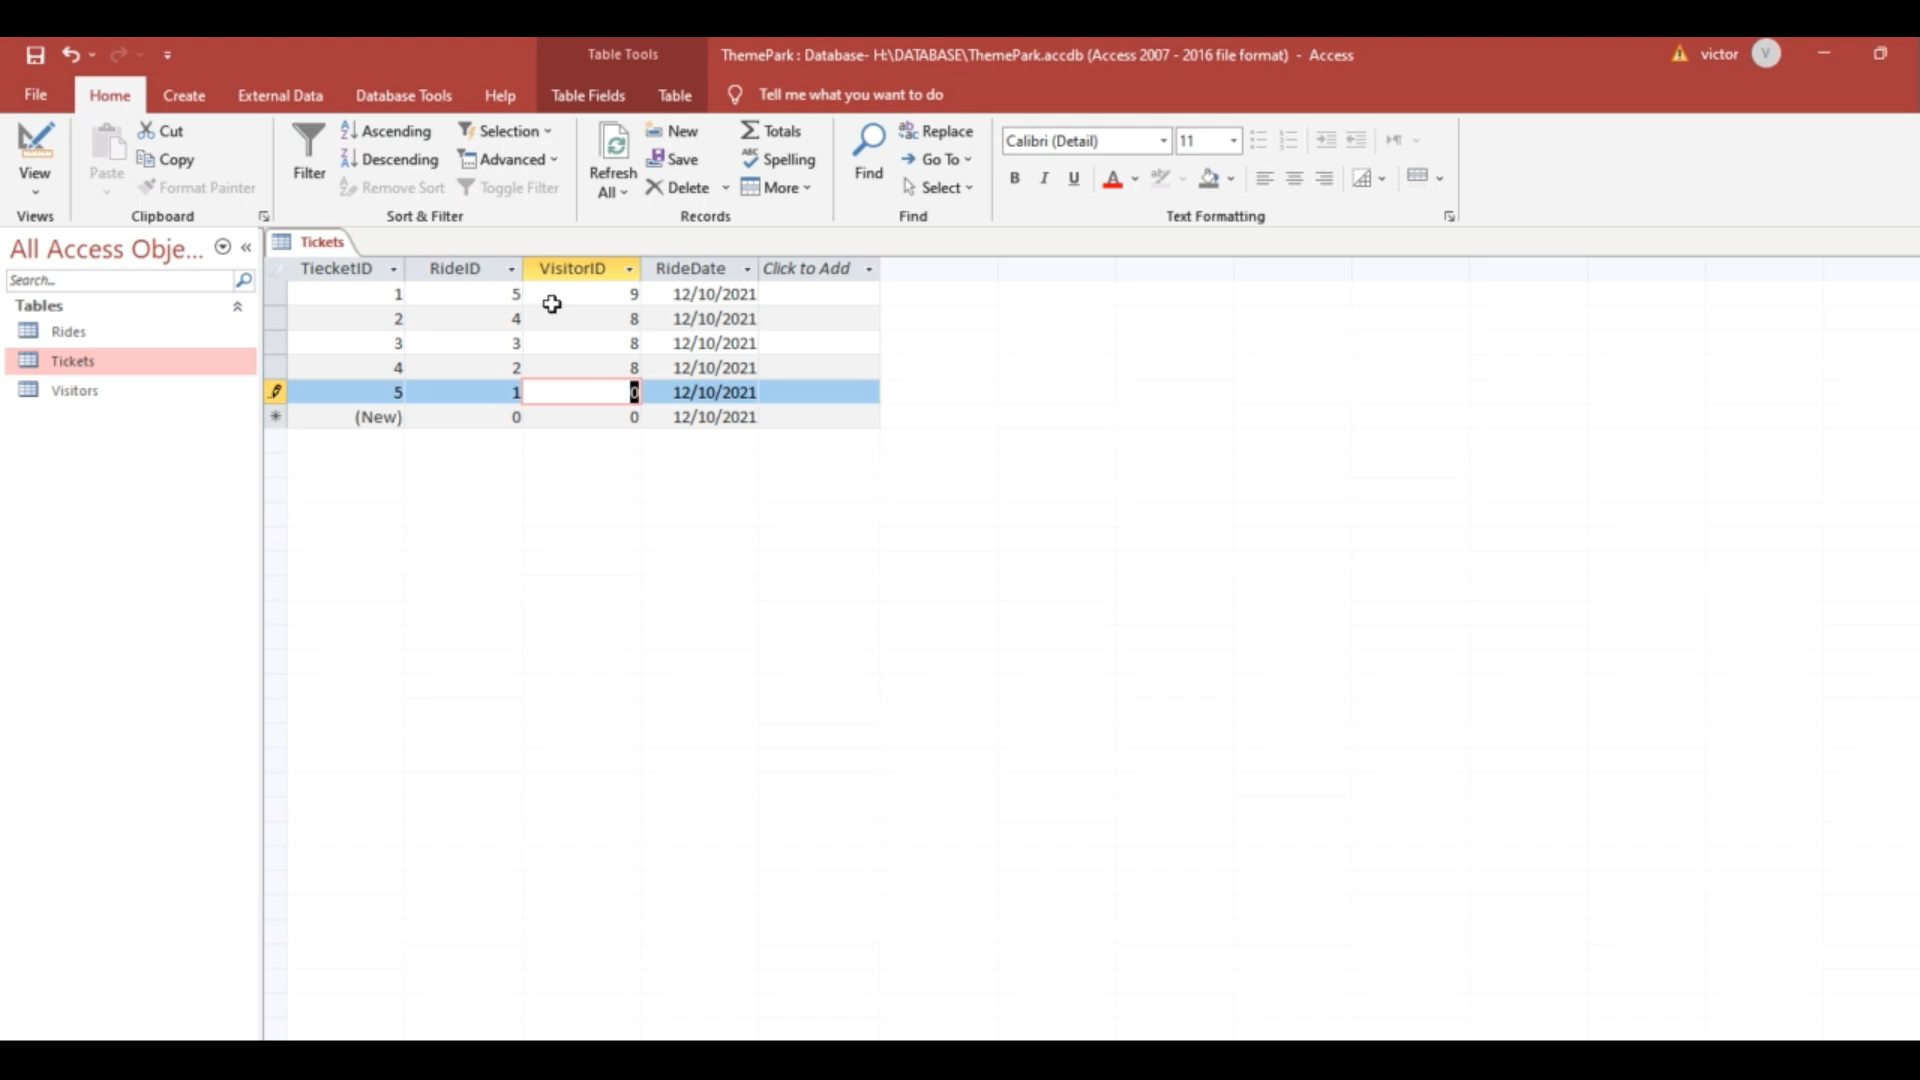 Table Tools
ThemePark : Database- H:\DATABASE\ThemePark.accdb (Access 2007 - 2016 file format) - Access
victor
V
File
Home
Create
External Data
Database Tools
Help
Table Fields
Table
Tell me what you want to do
View
Views
Paste
Cut
Copy
Format Painter
Clipboard
Filter
Ascending
Descending
Remove Sort
Selection
Advanced
Toggle Filter
Sort & Filter
Refresh
All
New
Save
Delete
Totals
Spelling
More
Records
Find
Replace
Go To
Select
Find
Calibri (Detail)
11
B I U
Text Formatting
All Access Obje...
Search...
Tables
Rides
Tickets
Visitors
Tickets
TiecketID RideID VisitorID RideDate Click to Add
1 5 9 12/10/2021
2 4 8 12/10/2021
3 3 8 12/10/2021
4 2 8 12/10/2021
5 1 0 12/10/2021
(New) 0 0 12/10/2021